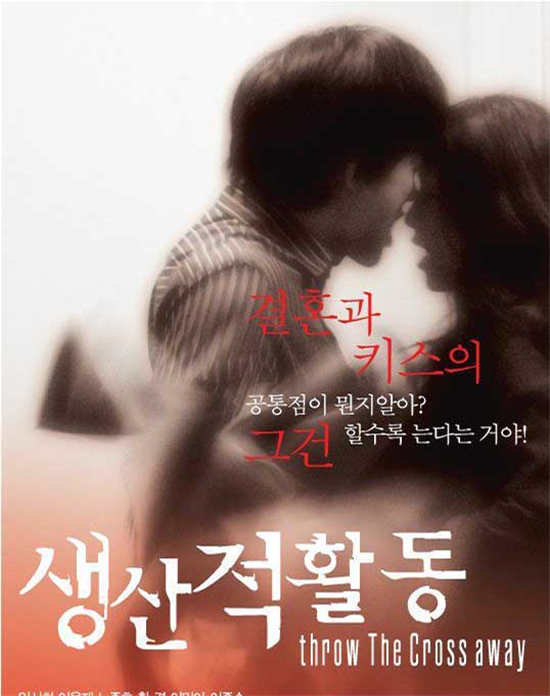 결혼과
키스의
공통점이 뭔지알아?
그건 할수록 는다는 거야!
생산적활동
throw The Cross away